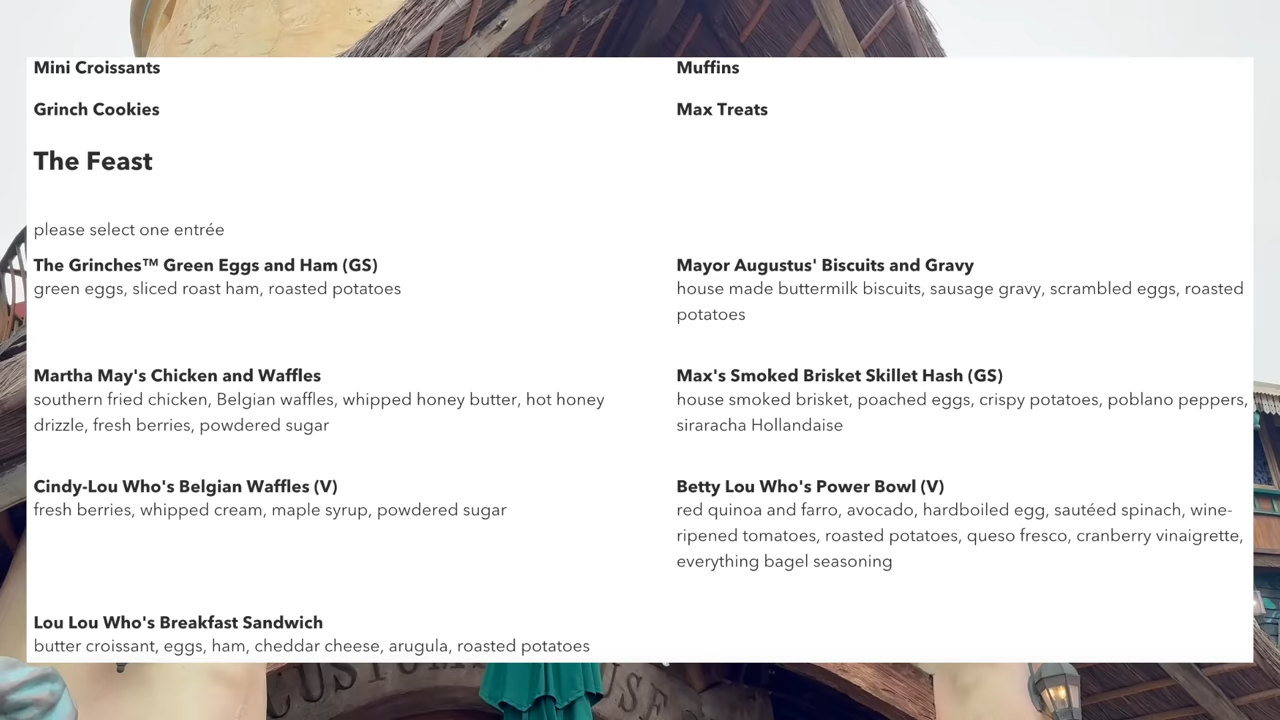 Mini Croissants
Muffins
Grinch Cookies
Max Treats
The Feast
please select one entrée
The Grinches™ Green Eggs and Ham (GS)
green eggs, sliced roast ham, roasted potatoes
Mayor Augustus' Biscuits and Gravy
house made buttermilk biscuits, sausage gravy, scrambled eggs, roasted
potatoes
Martha May's Chicken and Waffles
southern fried chicken, Belgian waffles, whipped honey butter, hot honey
drizzle, fresh berries, powdered sugar
Max's Smoked Brisket Skillet Hash (GS)
house smoked brisket, poached eggs, crispy potatoes, poblano peppers,
siraracha Hollandaise
Cindy-Lou Who's Belgian Waffles (V)
fresh berries, whipped cream, maple syrup, powdered sugar
Betty Lou Who's Power Bowl (V)
red quinoa and farro, avocado, hardboiled egg, sautéed spinach, wine-
ripened tomatoes, roasted potatoes, queso fresco, cranberry vinaigrette,
everything bagel seasoning
Lou Lou Who's Breakfast Sandwich
butter croissant, eggs, ham, cheddar cheese, arugula, roasted potatoes